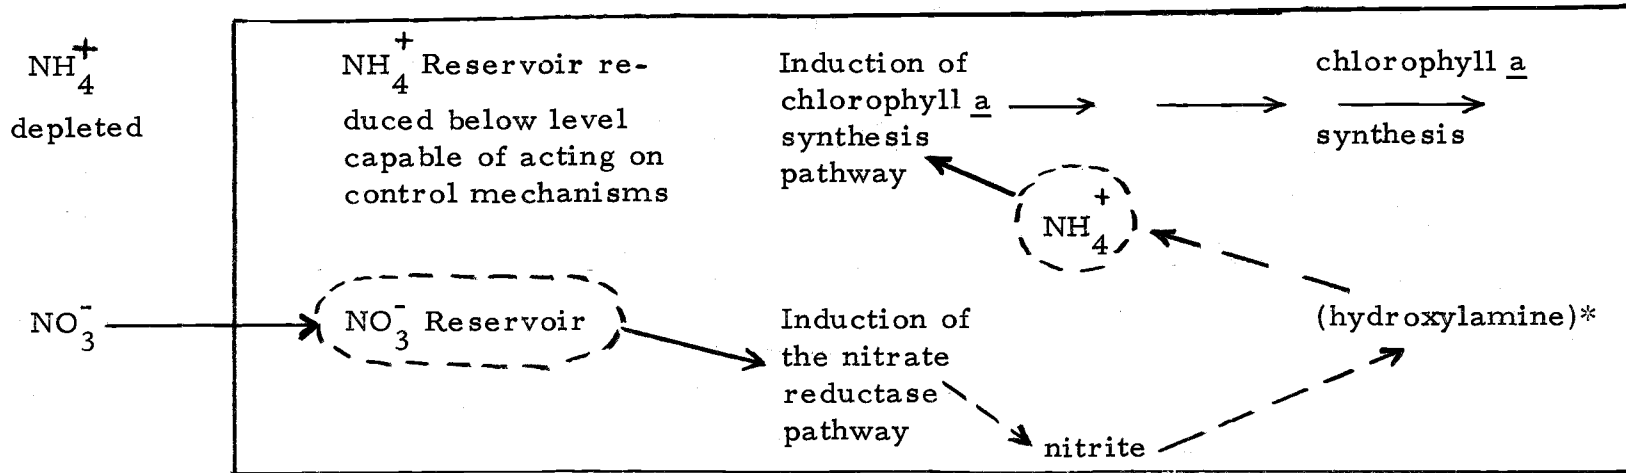 NH₄⁺
depleted
NH₄⁺ Reservoir re-
duced below level
capable of acting on
control mechanisms
Induction of
chlorophyll a
synthesis
pathway
chlorophyll a
synthesis
NH₄⁺
NO₃⁻
NO₃⁻ Reservoir
Induction of
the nitrate
reductase
pathway
nitrite
(hydroxylamine)*